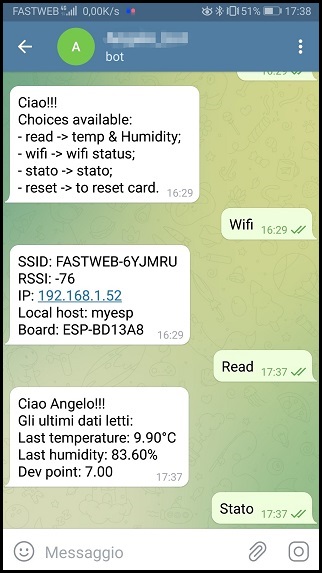 FASTWEB 0,00K/s 51% 17:38
A
bot
16:29
Ciao!!!
Choices available:
- read -> temp & Humidity;
- wifi -> wifi status;
- stato -> stato;
- reset -> to reset card. 16:29
Wifi 16:29
SSID: FASTWEB-6YJMRU
RSSI: -76
IP: 192.168.1.52
Local host: myesp
Board: ESP-BD13A8 16:29
Read 17:37
Ciao Angelo!!!
Gli ultimi dati letti:
Last temperature: 9.90°C
Last humidity: 83.60%
Dev point: 7.00 17:37
Stato 17:37
Messaggio